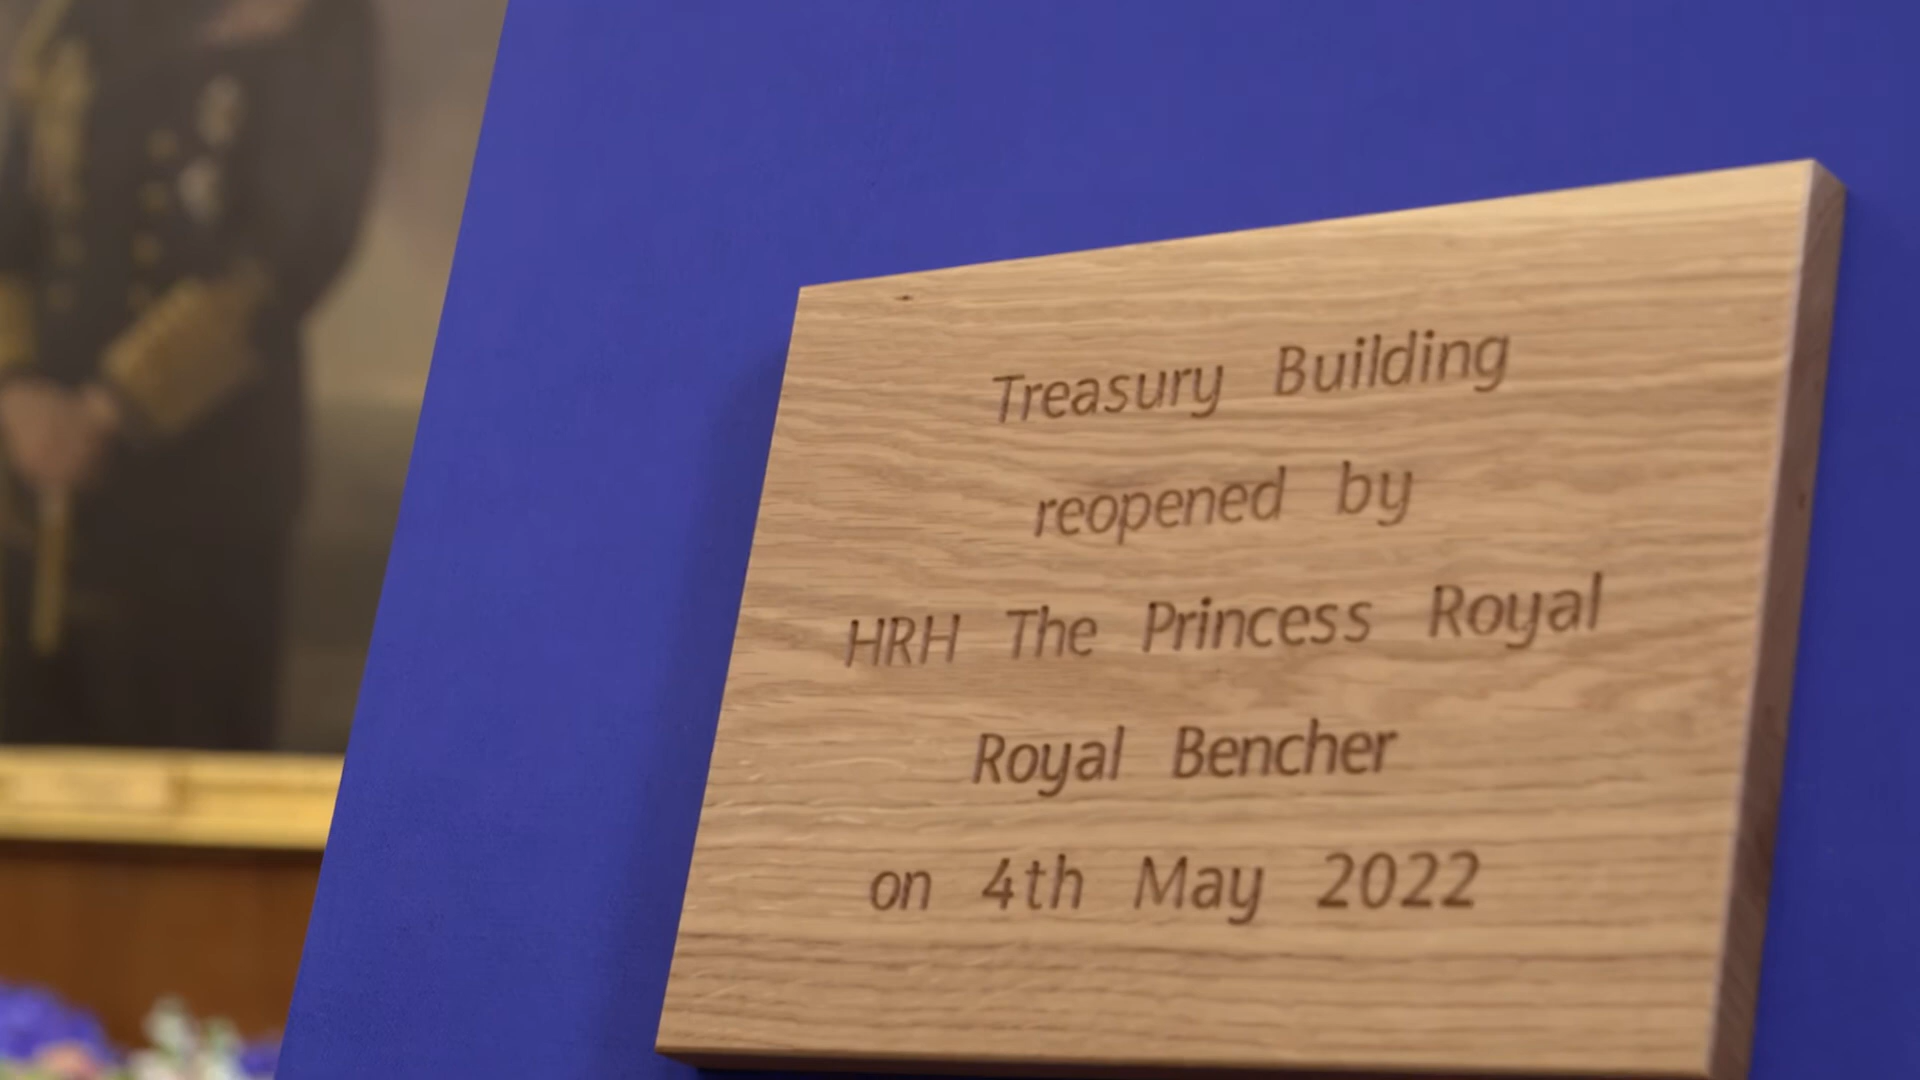 Treasury Building
reopened by
HRH The Princess Royal
Royal Bencher
on 4th May 2022